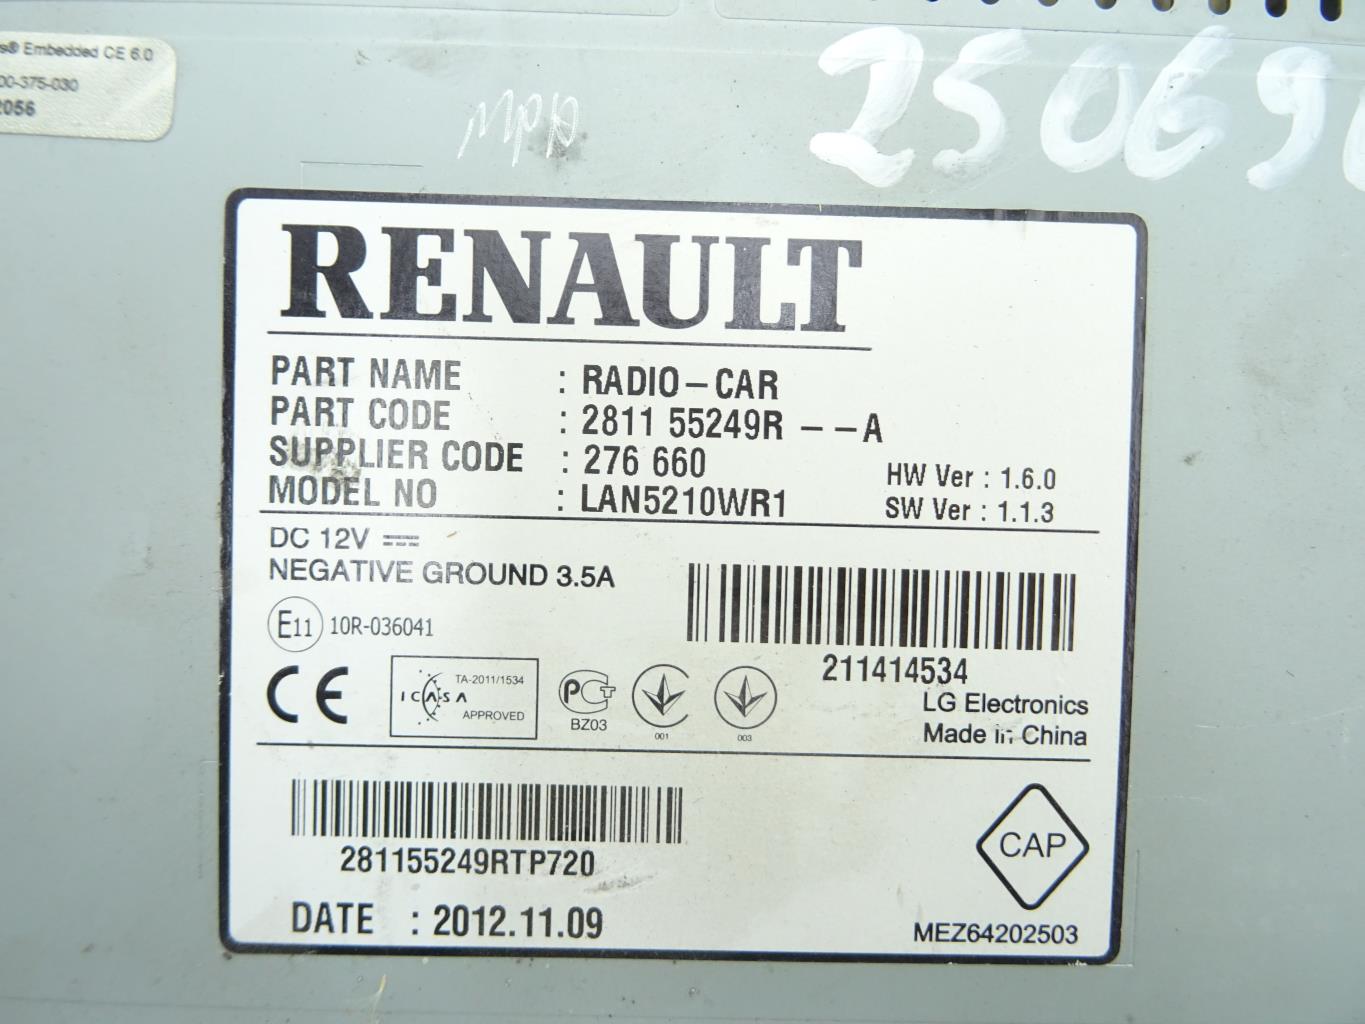 Embedded CE 6.0
00-375-030
2056
25069
RENAULT
PART NAME : RADIO-CAR
PART CODE : 2811 55249R - - A
SUPPLIER CODE : 276 660
MODEL NO : LAN5210WR1
HW Ver : 1.6.0
SW Ver : 1.1.3
DC 12V
NEGATIVE GROUND 3.5A
E11 10R-036041
211414534
CE
TA-2011/1534
ICASA
APPROVED
PCT
BZ03
001
003
LG Electronics
Made in China
281155249RTP720
DATE : 2012.11.09
CAP
MEZ64202503